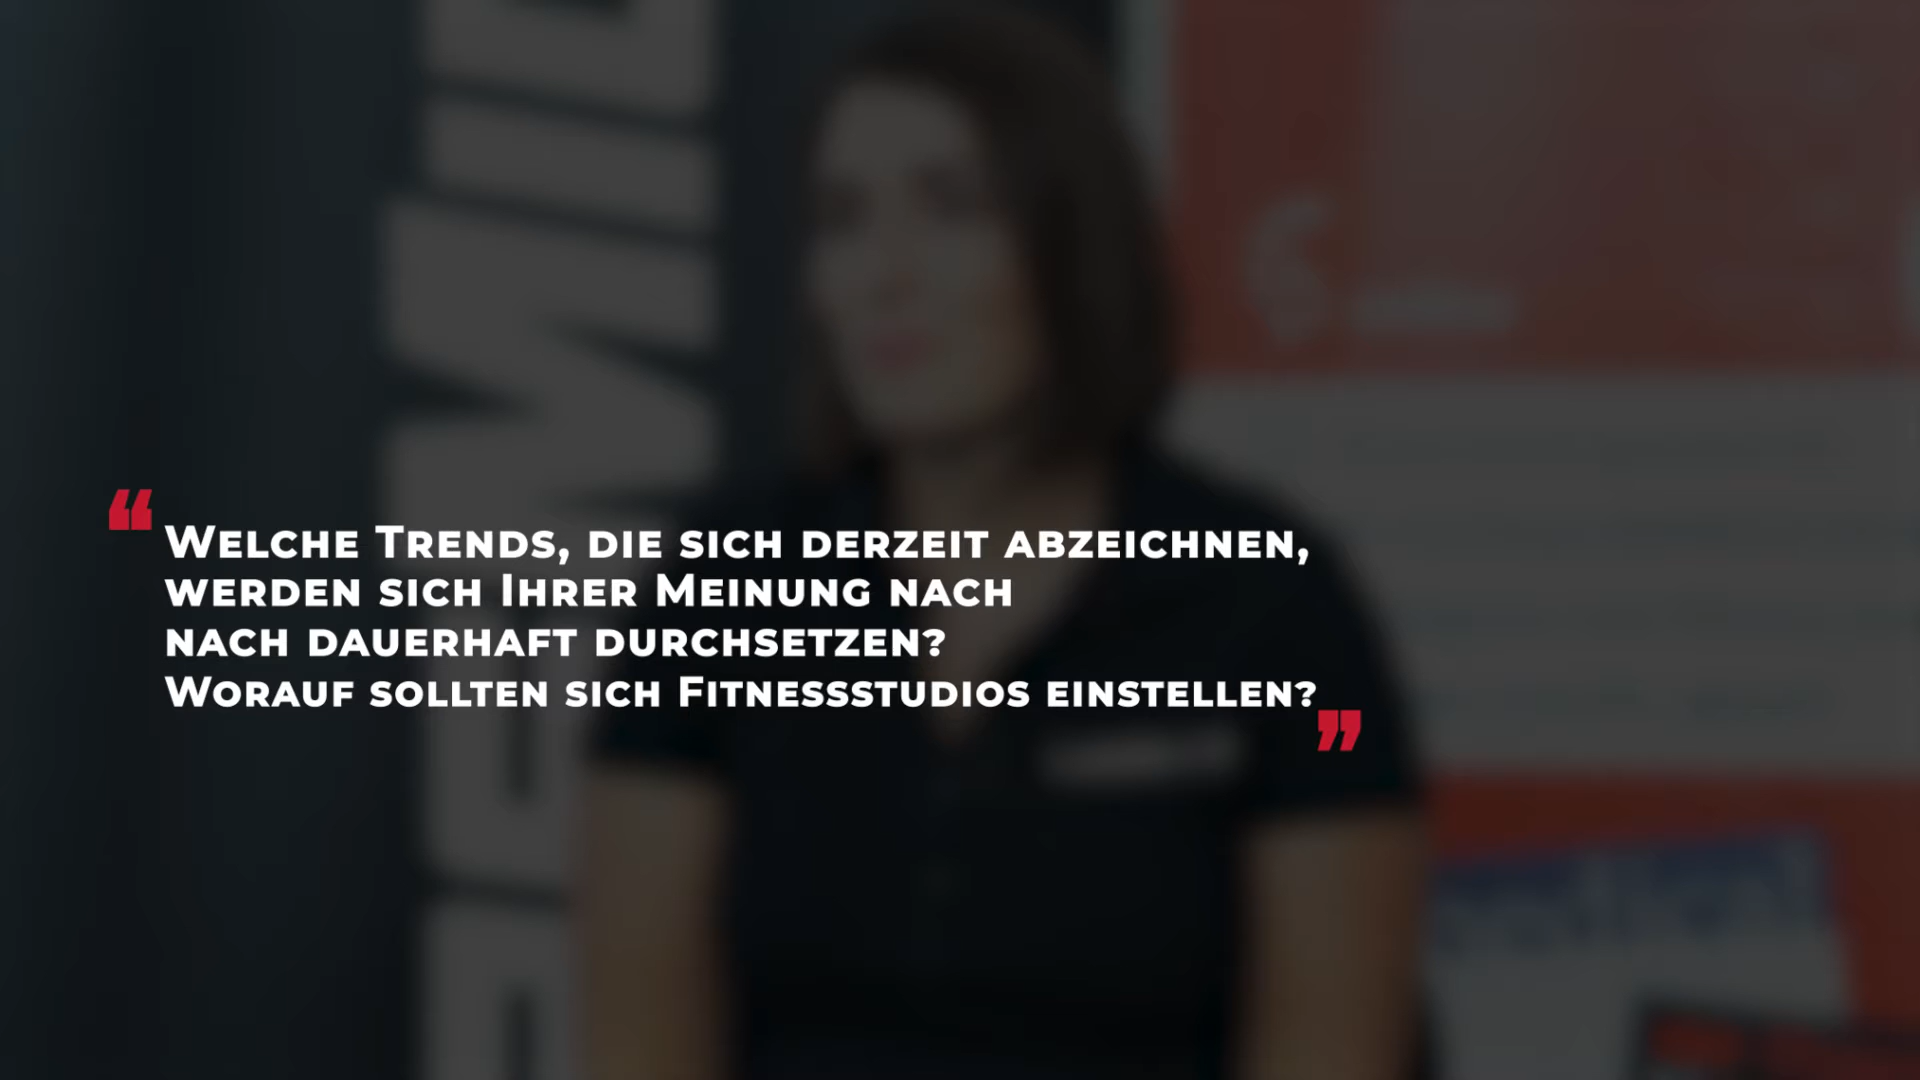 “Welche Trends, die sich derzeit abzeichnen,
werden sich Ihrer Meinung nach
nach dauerhaft durchsetzen?
Worauf sollten sich Fitnessstudios einstellen?”